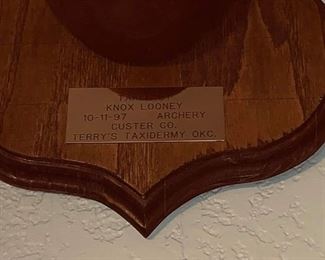 KNOX LOONEY
10-11-97 ARCHERY
CUSTER CO.
TERRY'S TAXIDERMY OKC.